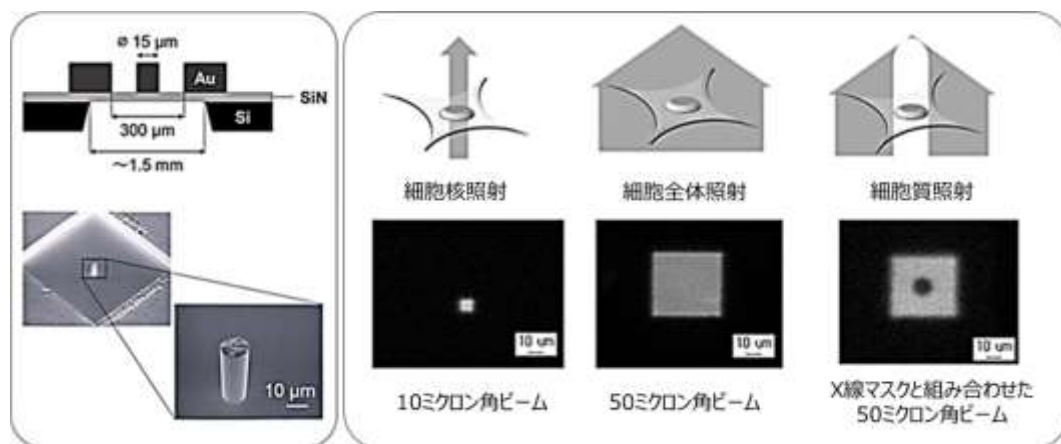 ø 15 μm
Au
SiN
Si
300 μm
～1.5 mm
10 μm
細胞核照射
細胞全体照射
細胞質照射
10 um
10 um
10 um
10ミクロン角ビーム
50ミクロン角ビーム
X線マスクと組み合わせた
50ミクロン角ビーム